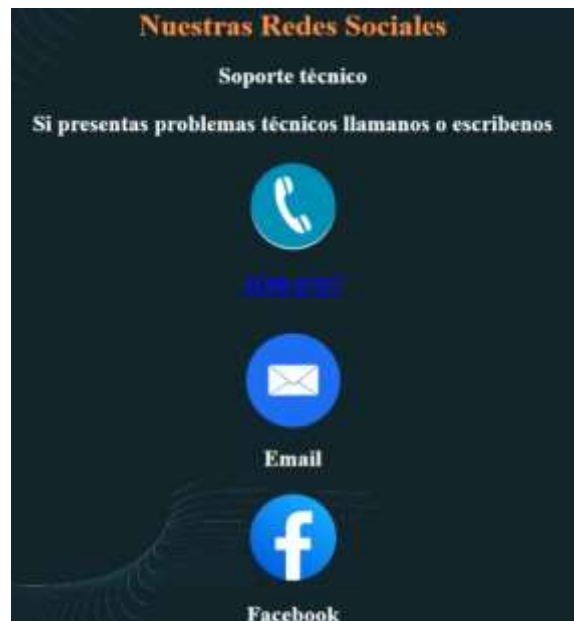 Nuestras Redes Sociales
Soporte técnico
Si presentas problemas técnicos llamanos o escribenos
Email
Facebook